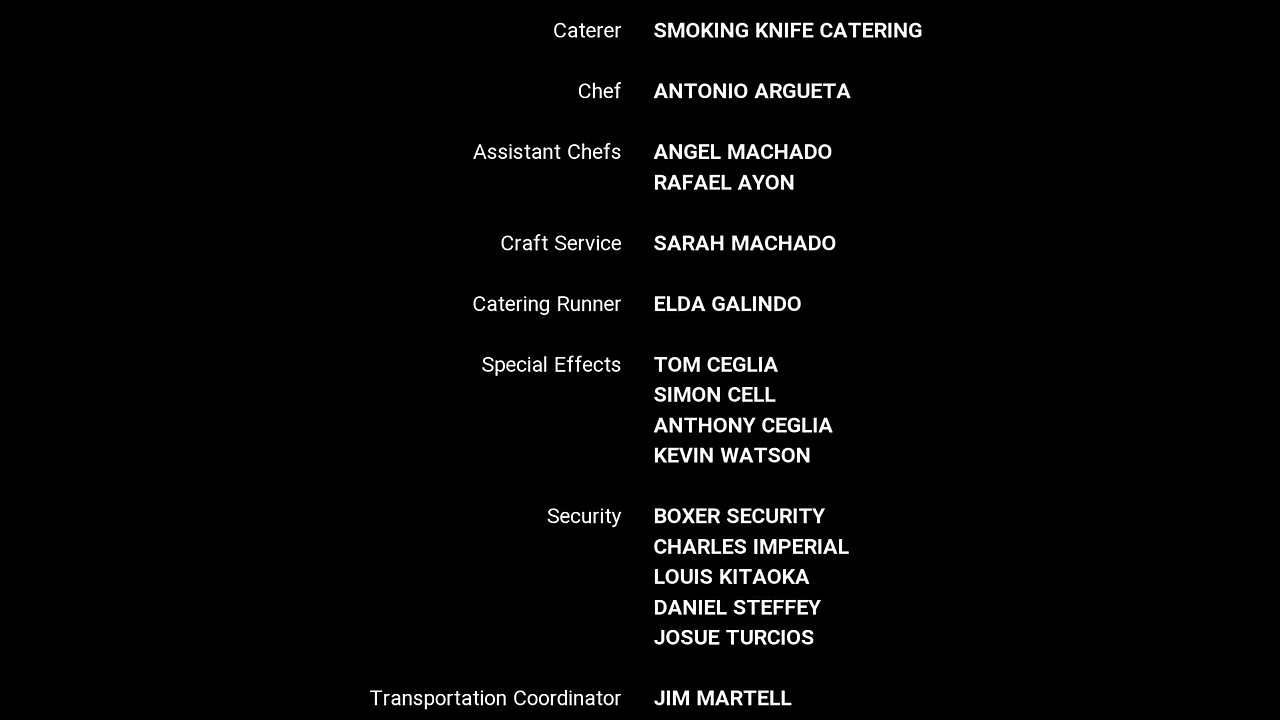 Caterer SMOKING KNIFE CATERING
Chef ANTONIO ARGUETA
Assistant Chefs ANGEL MACHADO
RAFAEL AYON
Craft Service SARAH MACHADO
Catering Runner ELDA GALINDO
Special Effects TOM CEGLIA
SIMON CELL
ANTHONY CEGLIA
KEVIN WATSON
Security BOXER SECURITY
CHARLES IMPERIAL
LOUIS KITAOKA
DANIEL STEFFEY
JOSUE TURCIOS
Transportation Coordinator JIM MARTELL